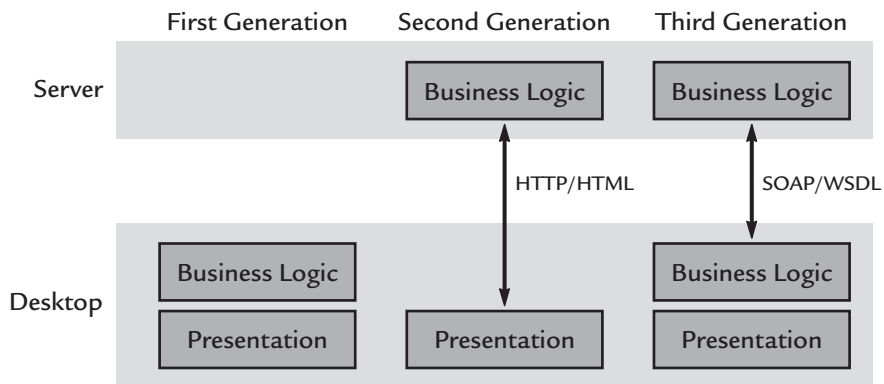 First Generation
Second Generation
Third Generation
Server
Business Logic
Business Logic
HTTP/HTML
SOAP/WSDL
Desktop
Business Logic
Business Logic
Presentation
Presentation
Presentation